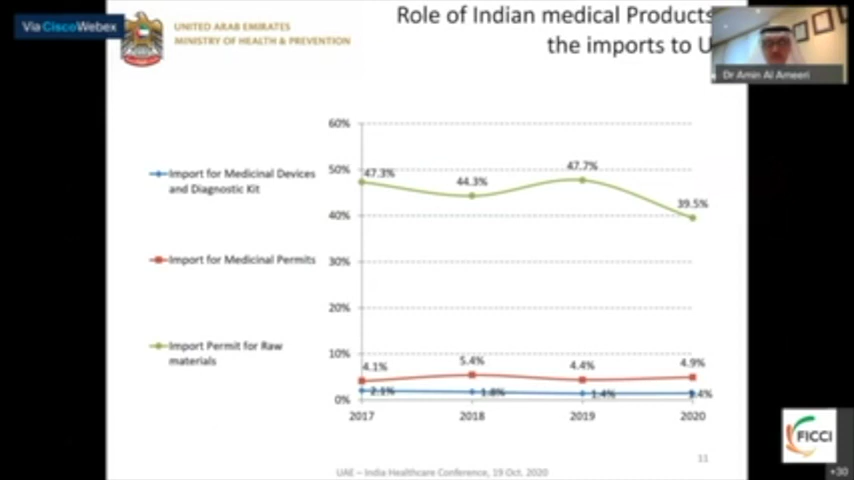 Via Cisco Webex
UNITED ARAB EMIRATES
MINISTRY OF HEALTH & PREVENTION
Role of Indian medical Products
the imports to U
Dr Amin Al Ameeri
60%
50%
40%
30%
20%
10%
0%
47.3%
44.3%
47.7%
39.5%
4.1%
5.4%
4.4%
4.9%
2.1%
1.8%
1.4%
1.4%
2017
2018
2019
2020
Import for Medicinal Devices
and Diagnostic Kit
Import for Medicinal Permits
Import Permit for Raw
materials
FICCI
11
UAE – India Healthcare Conference, 19 Oct. 2020
+30